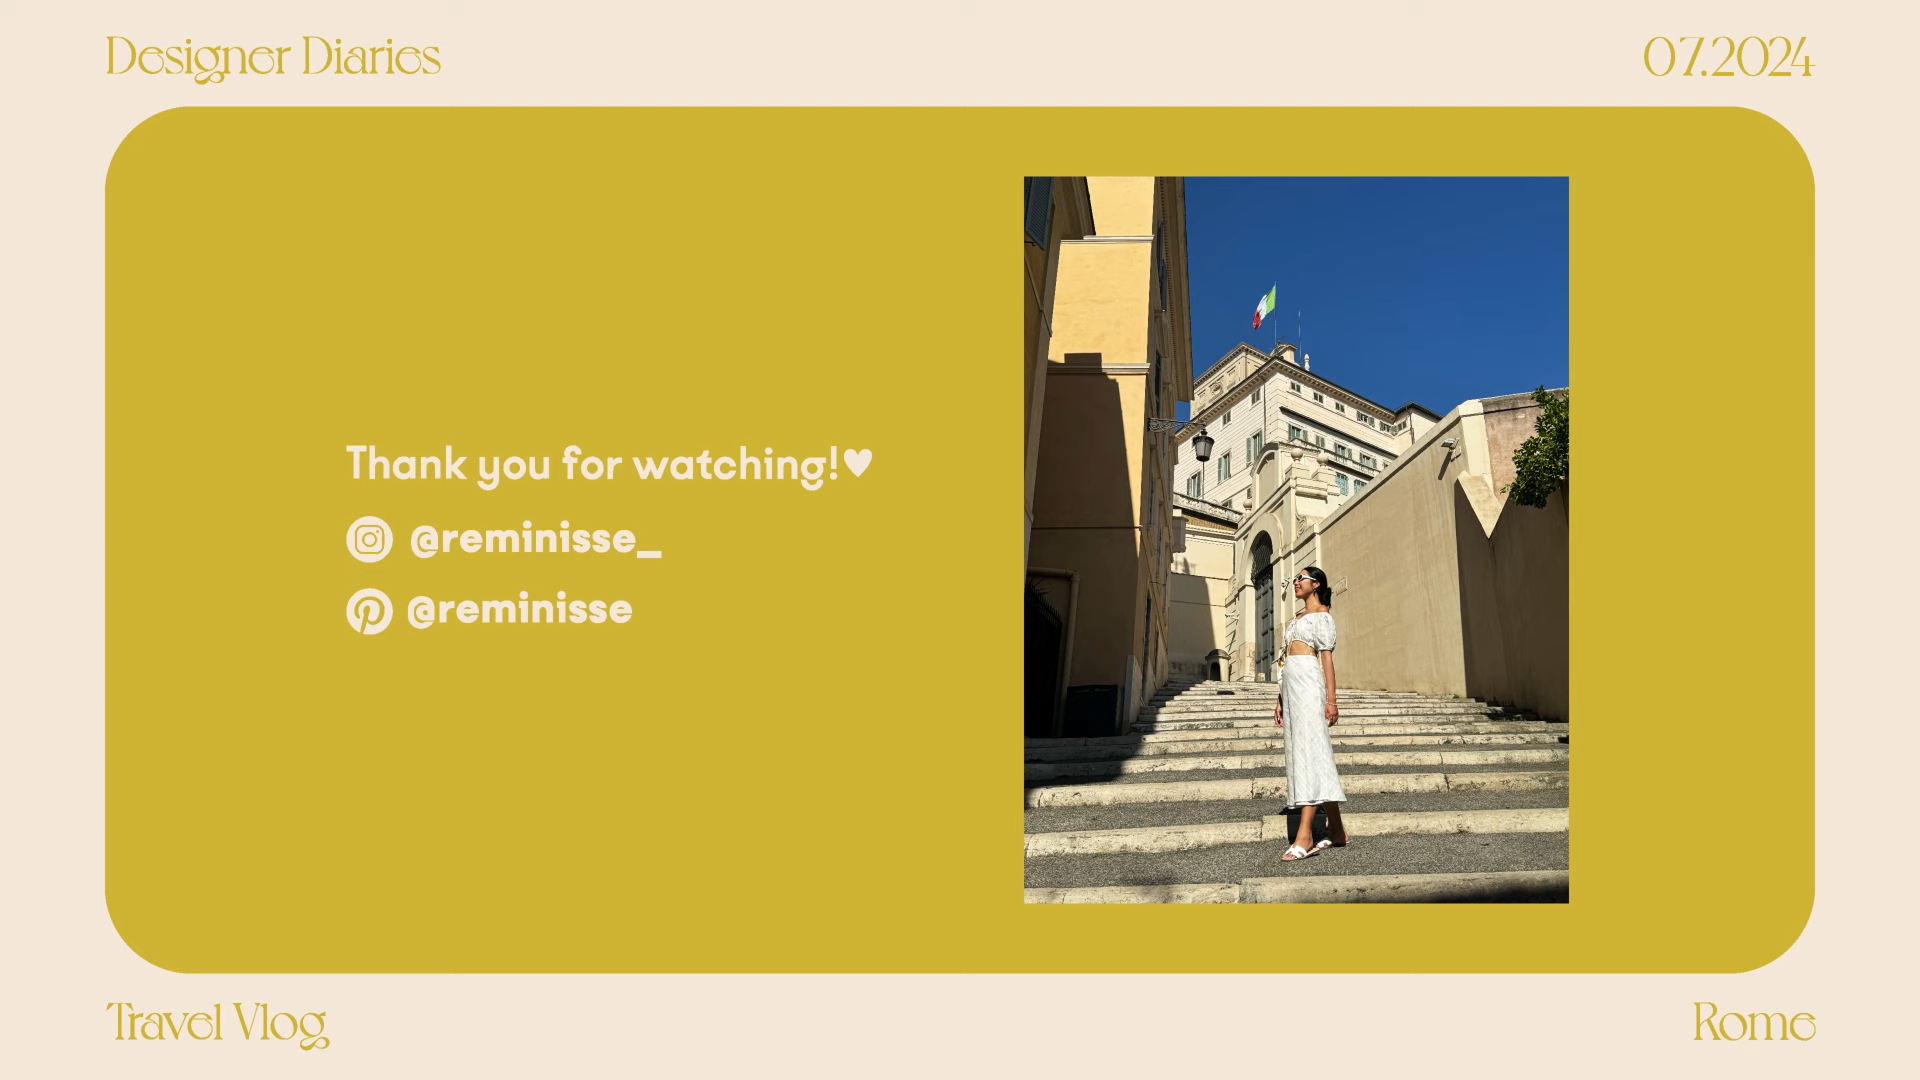 Designer Diaries
07.2024
Thank you for watching!♥
@reminisse_
@reminisse
Travel Vlog
Rome